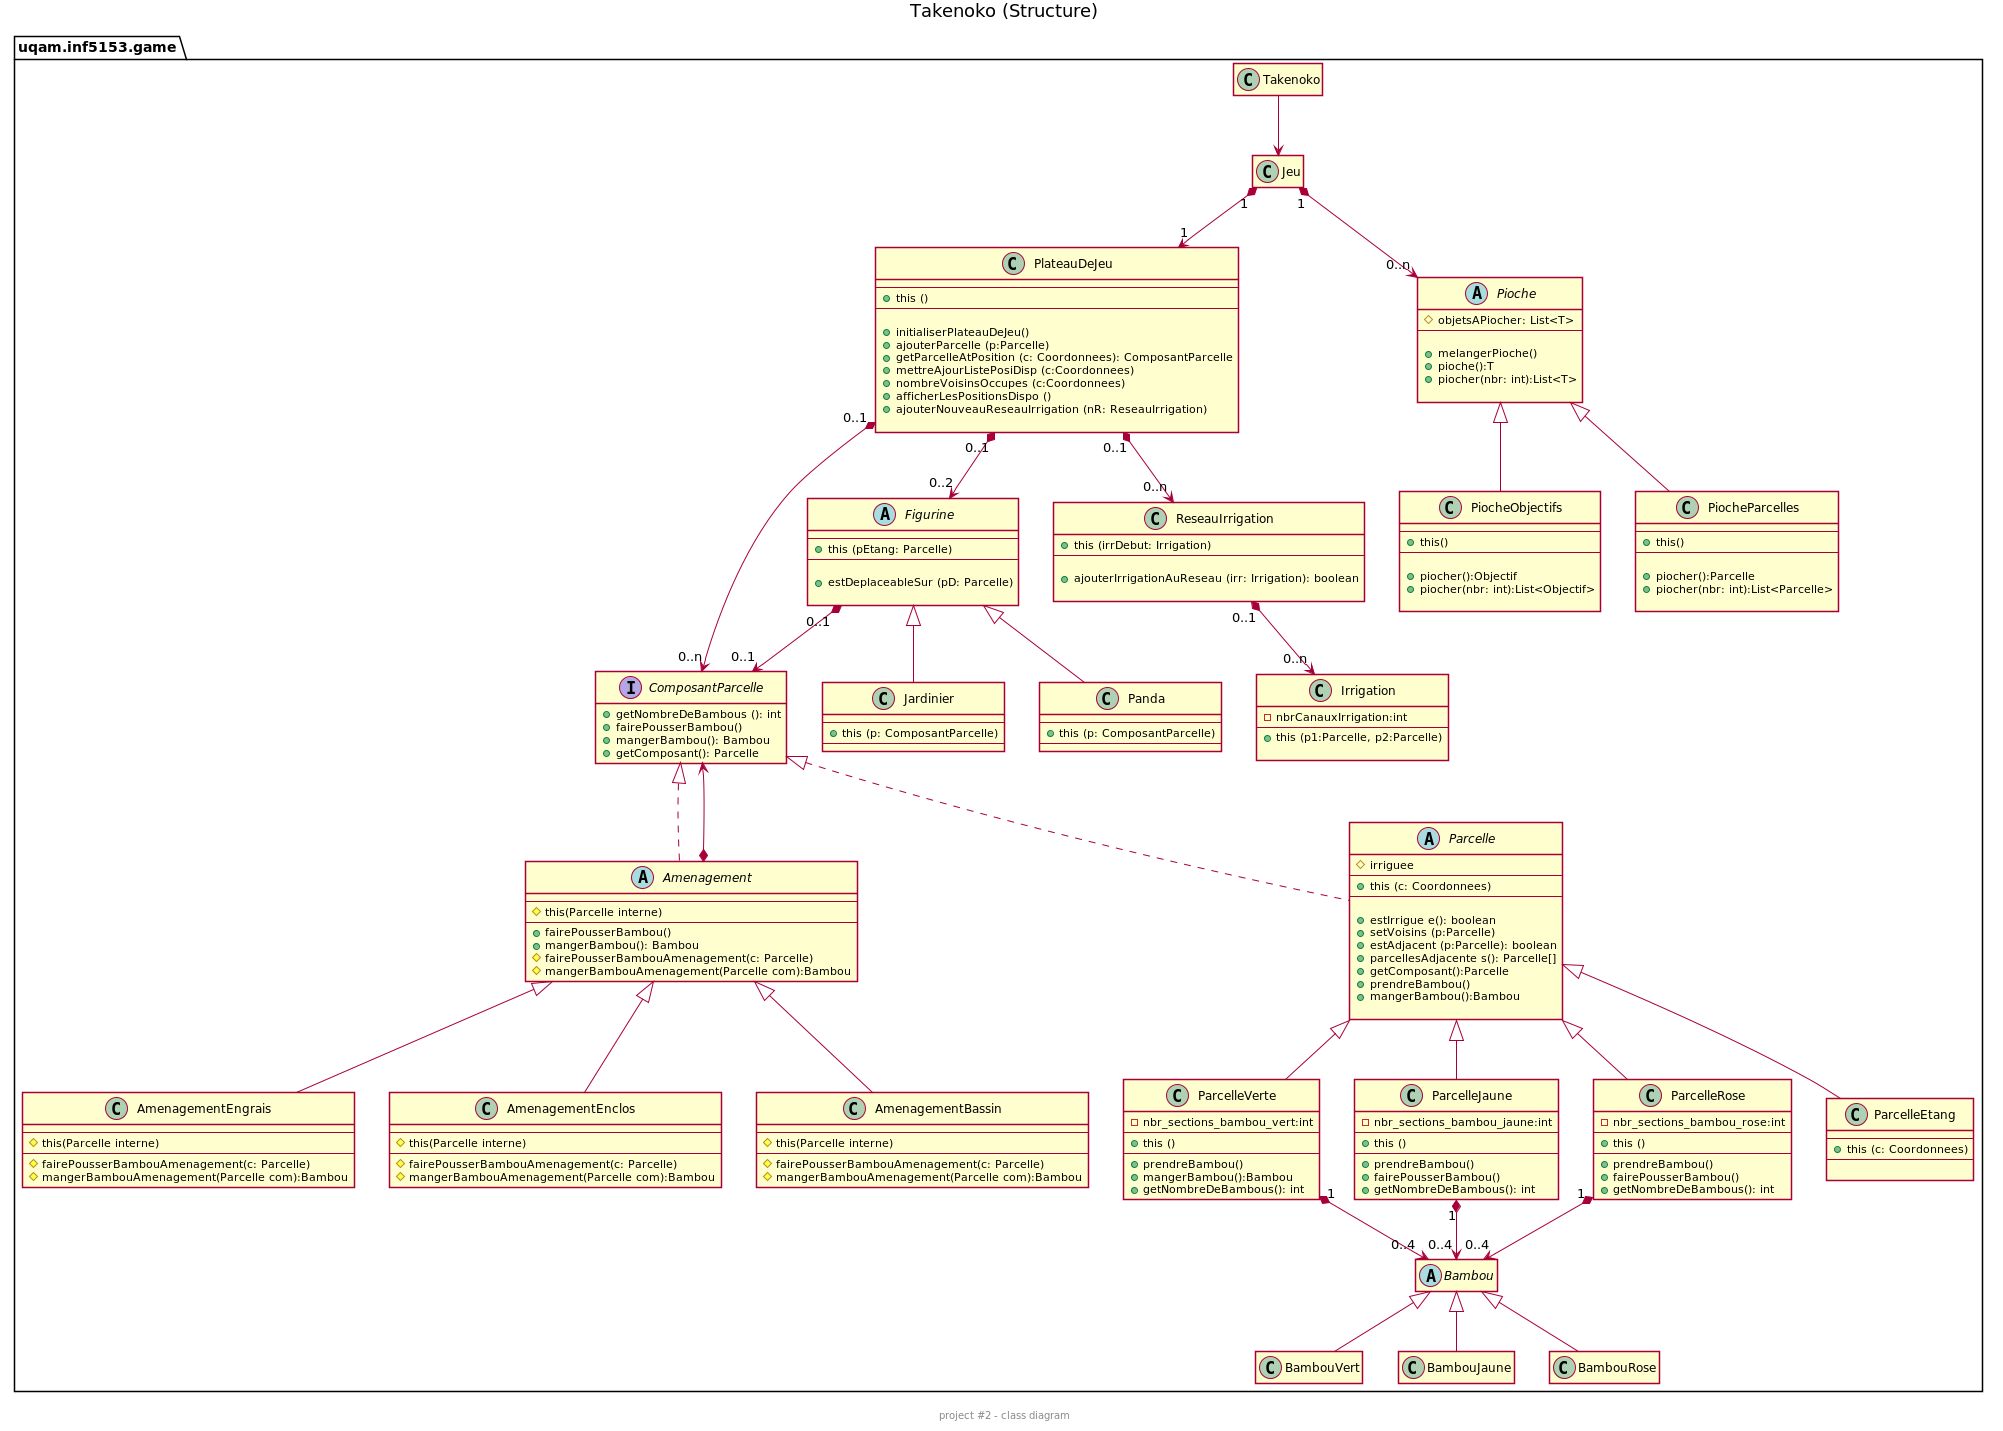 Takenoko (Structure)
uqam.inf5153.game
C Takenoko
C Jeu
1
1
1
0..n
C PlateauDeJeu
this ()
initialiserPlateauDeJeu()
ajouterParcelle (p:Parcelle)
getParcelleAtPosition (c: Coordonnees): ComposantParcelle
mettreAjourListePosiDisp (c:Coordonnees)
nombreVoisinsOccupes (c:Coordonnees)
afficherLesPositionsDispo ()
ajouterNouveauReseauIrrigation (nR: ReseauIrrigation)
A Pioche
objetsAPiocher: List<T>
melangerPioche()
pioche():T
piocher(nbr: int):List<T>
0..1
0..1
0..1
0..2
0..n
A Figurine
this (pEtang: Parcelle)
estDeplaceableSur (pD: Parcelle)
C ReseauIrrigation
this (irrDebut: Irrigation)
ajouterIrrigationAuReseau (irr: Irrigation): boolean
C PiocheObjectifs
this()
piocher():Objectif
piocher(nbr: int):List<Objectif>
C PiocheParcelles
this()
piocher():Parcelle
piocher(nbr: int):List<Parcelle>
0..1
0..1
0..n
0..1
0..n
I ComposantParcelle
getNombreDeBambous (): int
fairePousserBambou()
mangerBambou(): Bambou
getComposant(): Parcelle
C Jardinier
this (p: ComposantParcelle)
C Panda
this (p: ComposantParcelle)
C Irrigation
nbrCanauxIrrigation:int
this (p1:Parcelle, p2:Parcelle)
A Amenagement
this(Parcelle interne)
fairePousserBambou()
mangerBambou(): Bambou
fairePousserBambouAmenagement(c: Parcelle)
mangerBambouAmenagement(Parcelle com):Bambou
A Parcelle
irriguee
this (c: Coordonnees)
estIrrigue e(): boolean
setVoisins (p:Parcelle)
estAdjacent (p:Parcelle): boolean
parcellesAdjacente s(): Parcelle[]
getComposant():Parcelle
prendreBambou()
mangerBambou():Bambou
C AmenagementEngrais
this(Parcelle interne)
fairePousserBambouAmenagement(c: Parcelle)
mangerBambouAmenagement(Parcelle com):Bambou
C AmenagementEnclos
this(Parcelle interne)
fairePousserBambouAmenagement(c: Parcelle)
mangerBambouAmenagement(Parcelle com):Bambou
C AmenagementBassin
this(Parcelle interne)
fairePousserBambouAmenagement(c: Parcelle)
mangerBambouAmenagement(Parcelle com):Bambou
C ParcelleVerte
nbr_sections_bambou_vert:int
this ()
prendreBambou()
mangerBambou():Bambou
getNombreDeBambous(): int
C ParcelleJaune
nbr_sections_bambou_jaune:int
this ()
prendreBambou()
fairePousserBambou()
getNombreDeBambous(): int
C ParcelleRose
nbr_sections_bambou_rose:int
this ()
prendreBambou()
fairePousserBambou()
getNombreDeBambous(): int
C ParcelleEtang
this (c: Coordonnees)
1
1
1
0..4
0..4
0..4
A Bambou
C BambouVert
C BambouJaune
C BambouRose
project #2 - class diagram